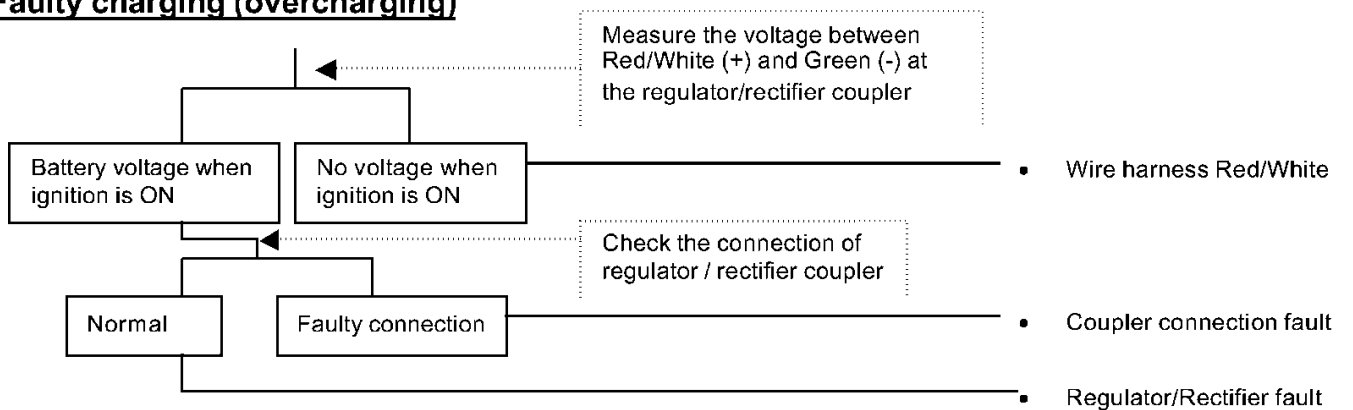 Faulty charging (overcharging)
Measure the voltage between
Red/White (+) and Green (-) at
the regulator/rectifier coupler
Battery voltage when
ignition is ON
No voltage when
ignition is ON
• Wire harness Red/White
Check the connection of
regulator / rectifier coupler
Normal
Faulty connection
• Coupler connection fault
• Regulator/Rectifier fault